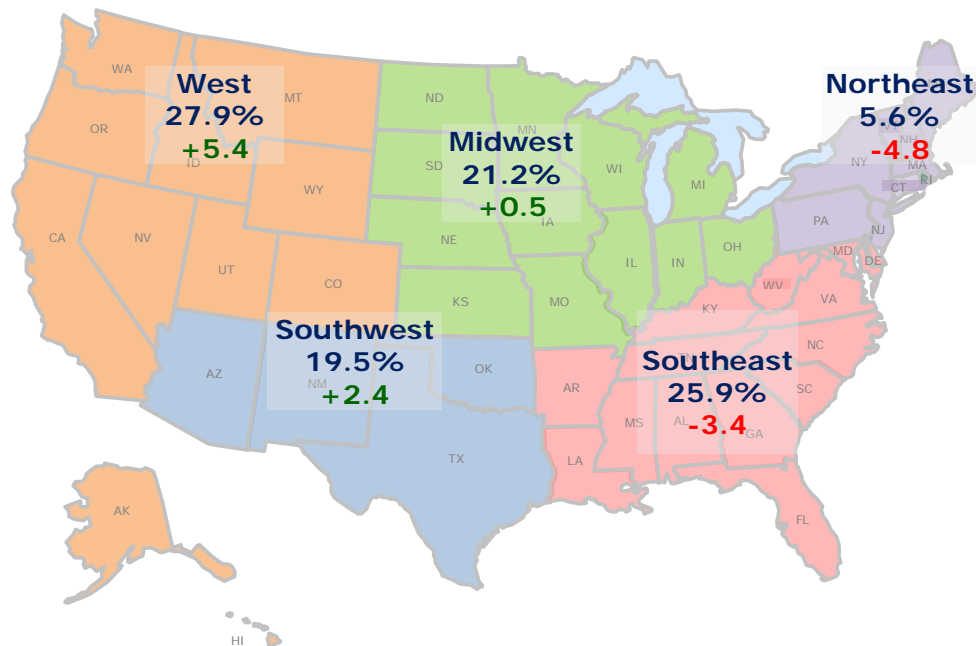 WA
West
27.9%
+5.4
MT
OR
ID
WY
CA
NV
UT
CO
ND
MN
SD
Midwest
21.2%
+0.5
WI
MI
NE
IA
IL
IN
OH
KS
MO
Northeast
5.6%
-4.8
VT
NH
NY
MA
RI
CT
PA
NJ
MD
DE
WV
VA
KY
NC
TN
Southeast
25.9%
-3.4
SC
AR
MS
AL
GA
LA
FL
Southwest
19.5%
+2.4
AZ
NM
OK
TX
AK
HI